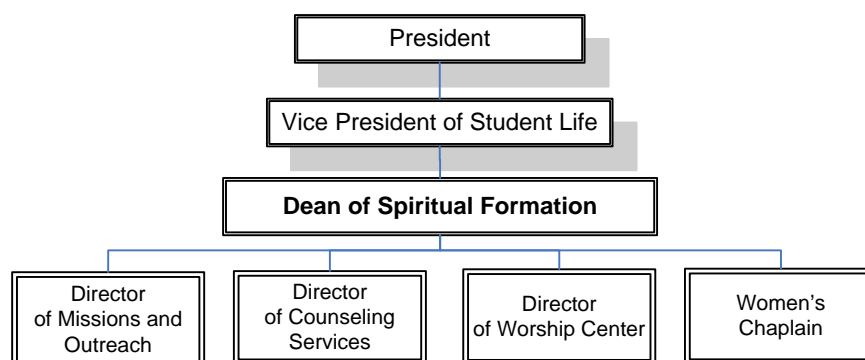 President
Vice President of Student Life
Dean of Spiritual Formation
Director
of Missions and
Outreach
Director
of Counseling
Services
Director
of Worship Center
Women’s
Chaplain